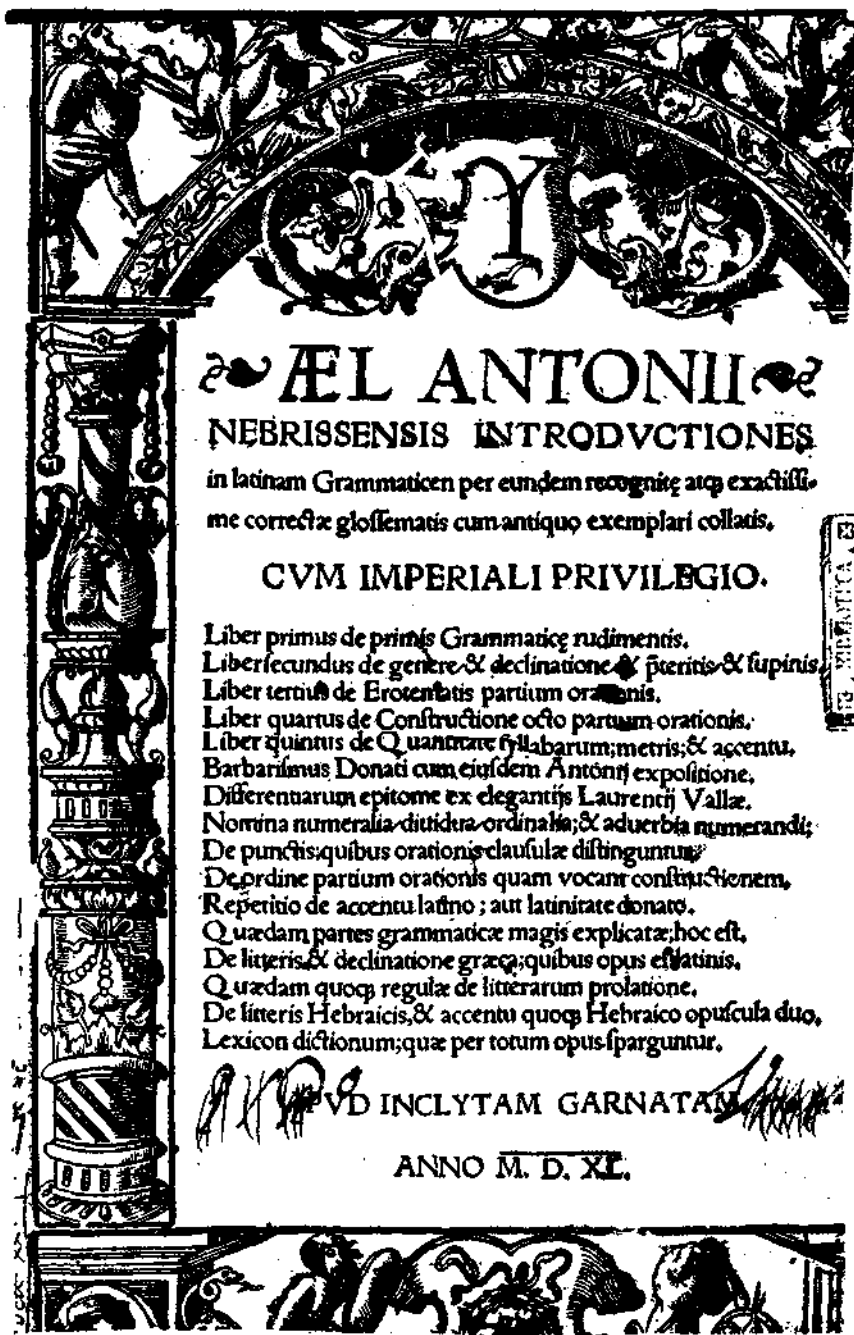 Y
ÆL ANTONII
NEBRISSENSIS INTRODVCTIONES
in latinam Grammaticen per eundem recognitę atqꝫ exactiſſi-
me correctæ gloſſematis cum antiquo exemplari collatis.
CVM IMPERIALI PRIVILEGIO.
Liber primus de primis Grammaticę rudimentis.
Liber ſecundus de genere & declinatione & p̄teritis & ſupinis.
Liber tertius de Erotematis partium orationis.
Liber quartus de Conſtructione octo partium orationis.
Liber quintus de Quantitate ſyllabarum; metris; & accentu.
Barbariſmus Donati cum eiuſdem Antonij expoſitione.
Differentiarum epitome ex elegantijs Laurentij Vallæ.
Nomina numeralia diuidua ordinalia; & aduerbia numerandi;
De punctis: quibus orationis clauſulæ diſtinguntur;
De ordine partium orationis quam vocant conſtructionem.
Repetitio de accentu latino; aut latinitate donato.
Quædam partes grammaticæ magis explicatæ; hoc eſt.
De litteris & declinatione græca; quibus opus eſt latinis.
Quædam quoqꝫ regulæ de litterarum prolatione.
De litteris Hebraicis, & accentu quoqꝫ Hebraico opuſcula duo.
Lexicon dictionum; quæ per totum opus ſparguntur.
APVD INCLYTAM GARNATAM
ANNO M. D. XL.